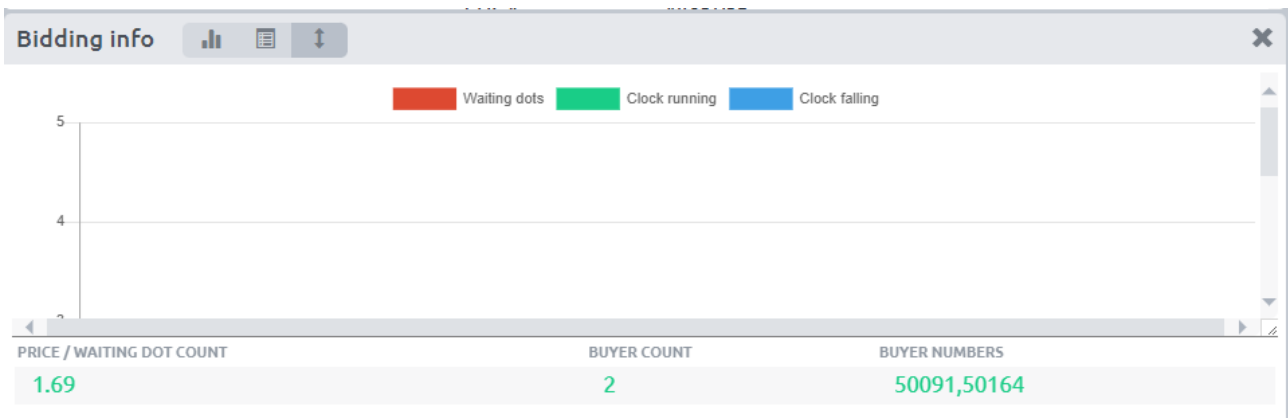 Bidding info
Waiting dots Clock running Clock falling
5
4
PRICE / WAITING DOT COUNT BUYER COUNT BUYER NUMBERS
1.69 2 50091,50164